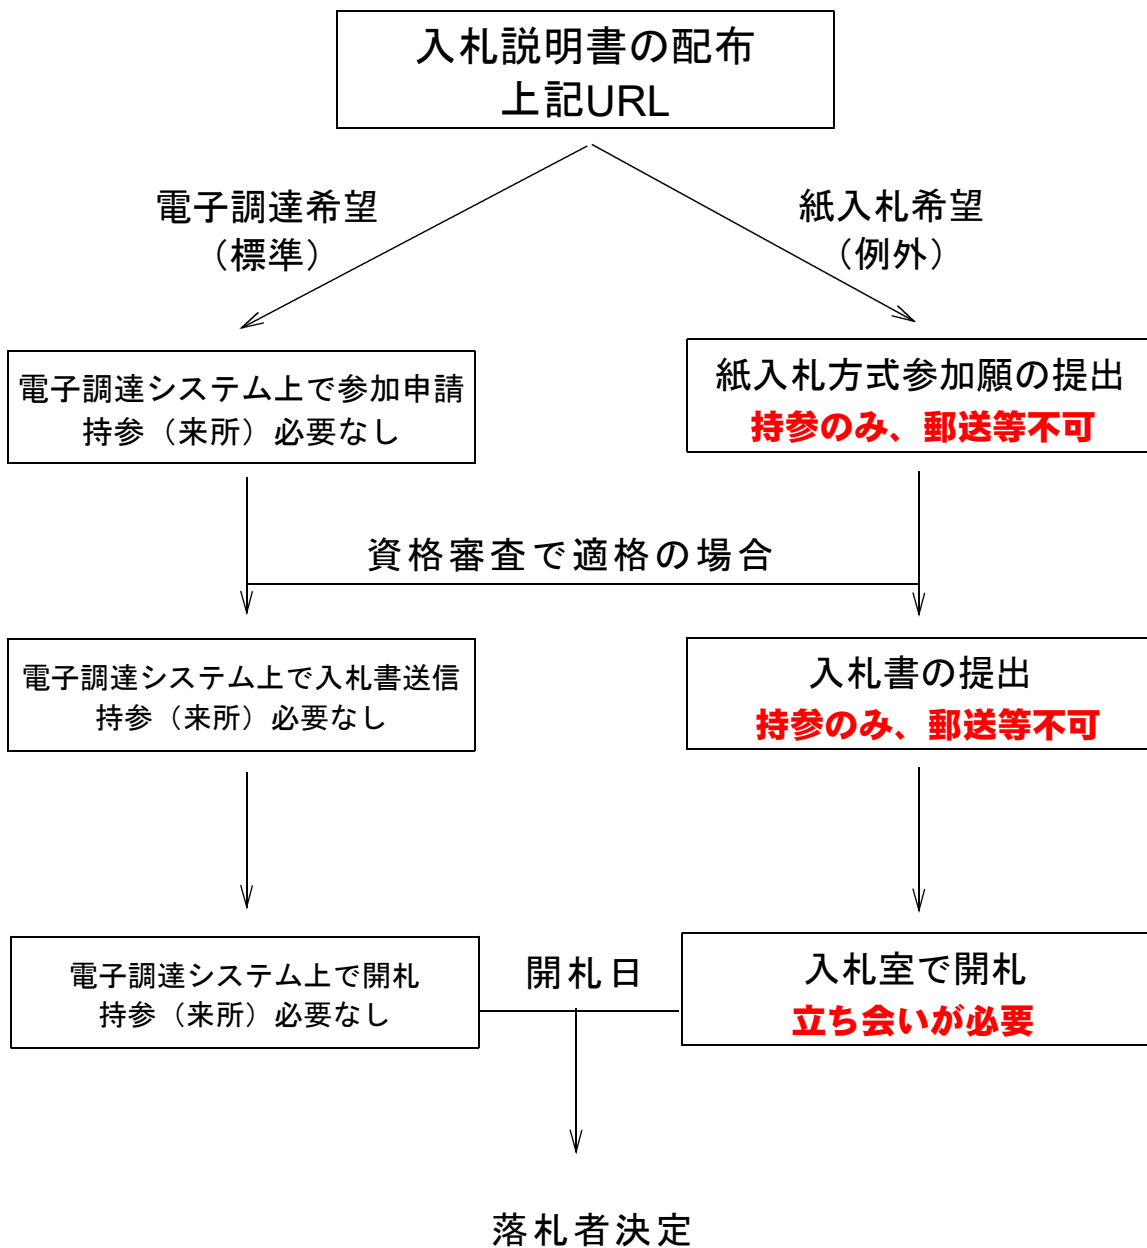 入札説明書の配布
上記URL
電子調達希望
（標準）
紙入札希望
（例外）
電子調達システム上で参加申請
持参（来所）必要なし
紙入札方式参加願の提出
持参のみ、郵送等不可
資格審査で適格の場合
電子調達システム上で入札書送信
持参（来所）必要なし
入札書の提出
持参のみ、郵送等不可
電子調達システム上で開札
持参（来所）必要なし
開札日
入札室で開札
立ち会いが必要
落札者決定